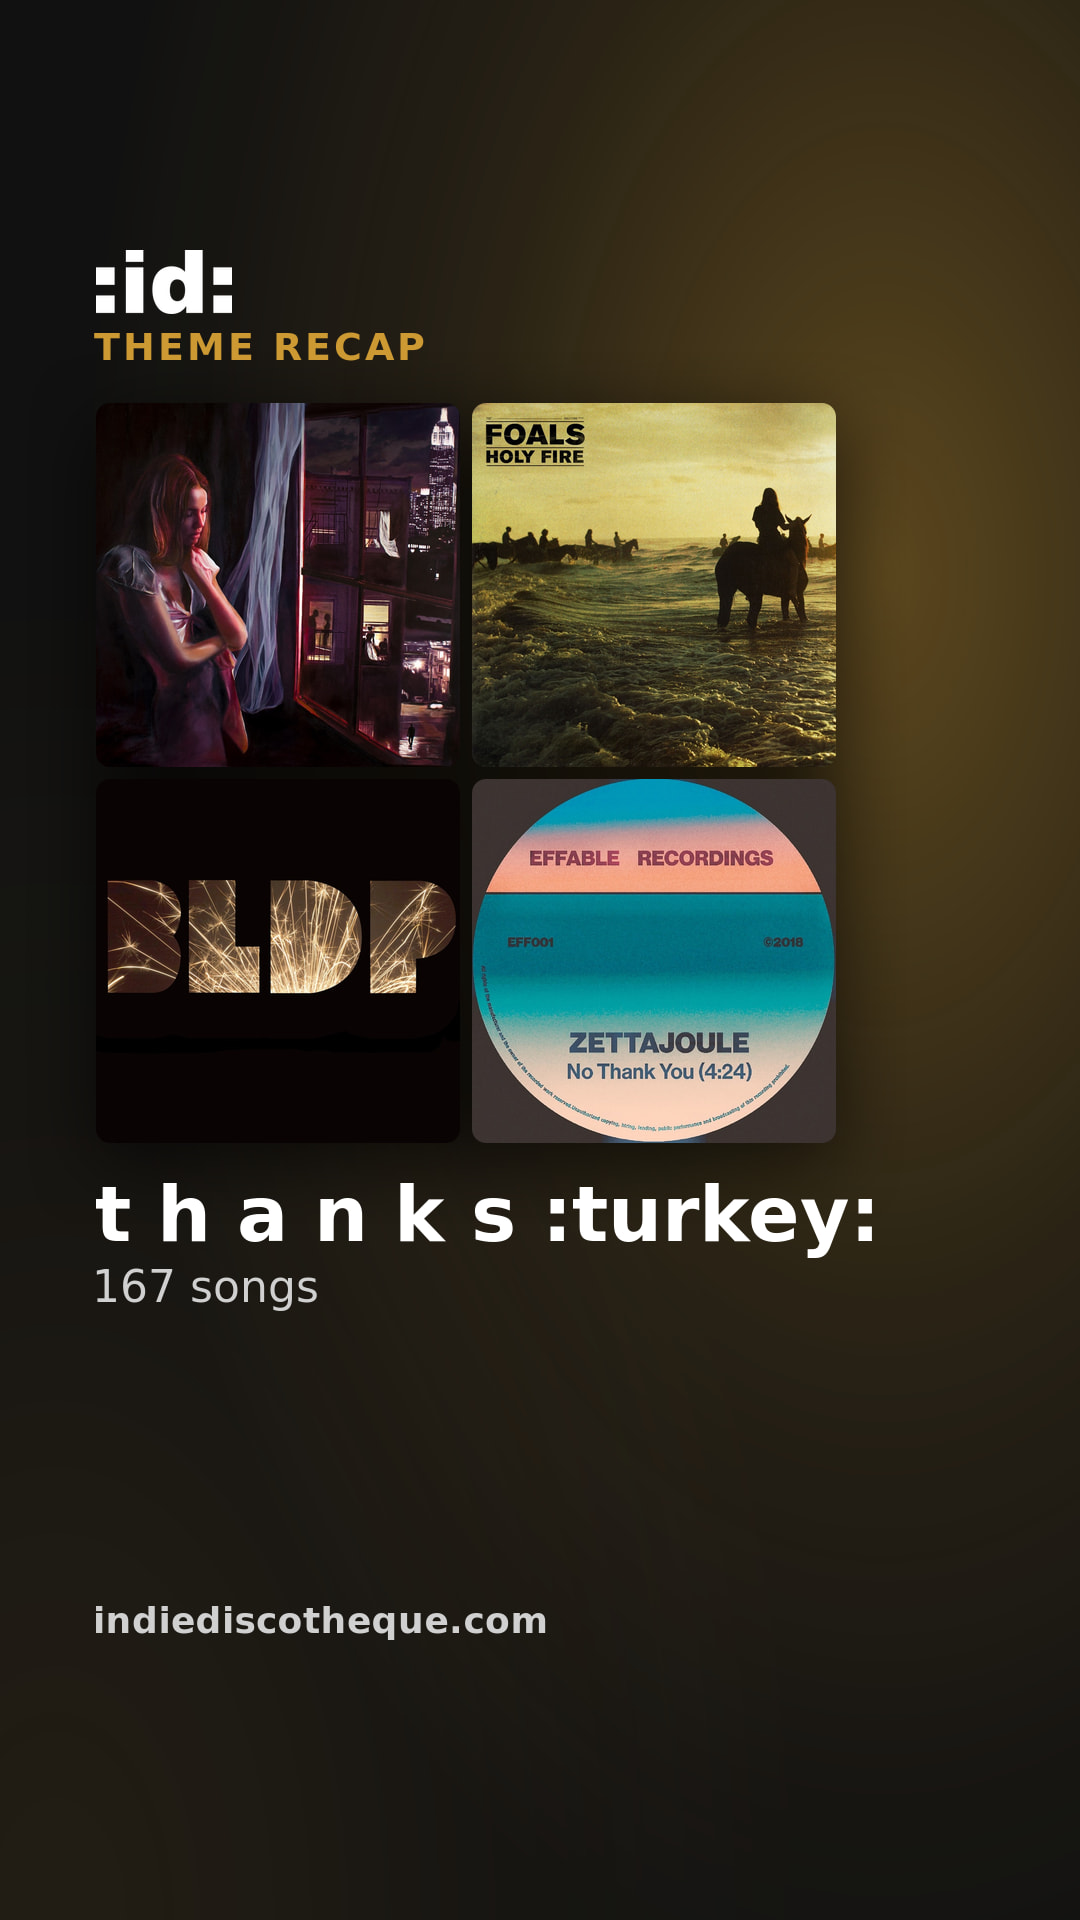 :id:
THEME RECAP
FOALS
HOLY FIRE
BLDP
EFFABLE RECORDINGS
EFF001 ©2018
ZETTAJOULE
No Thank You (4:24)
t h a n k s :turkey:
167 songs
indiediscotheque.com